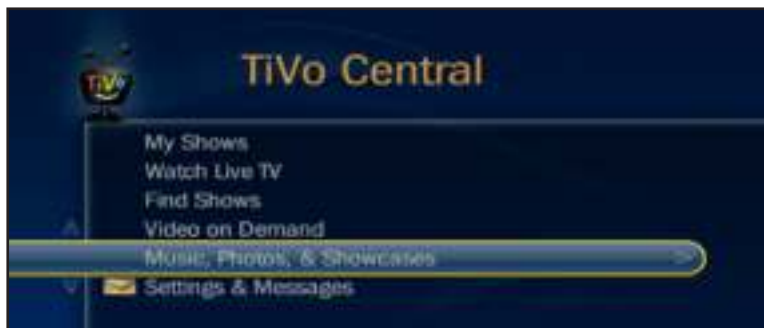 TiVo
TiVo Central
My Shows
Watch Live TV
Find Shows
Video on Demand
Music, Photos, & Showcases
Settings & Messages